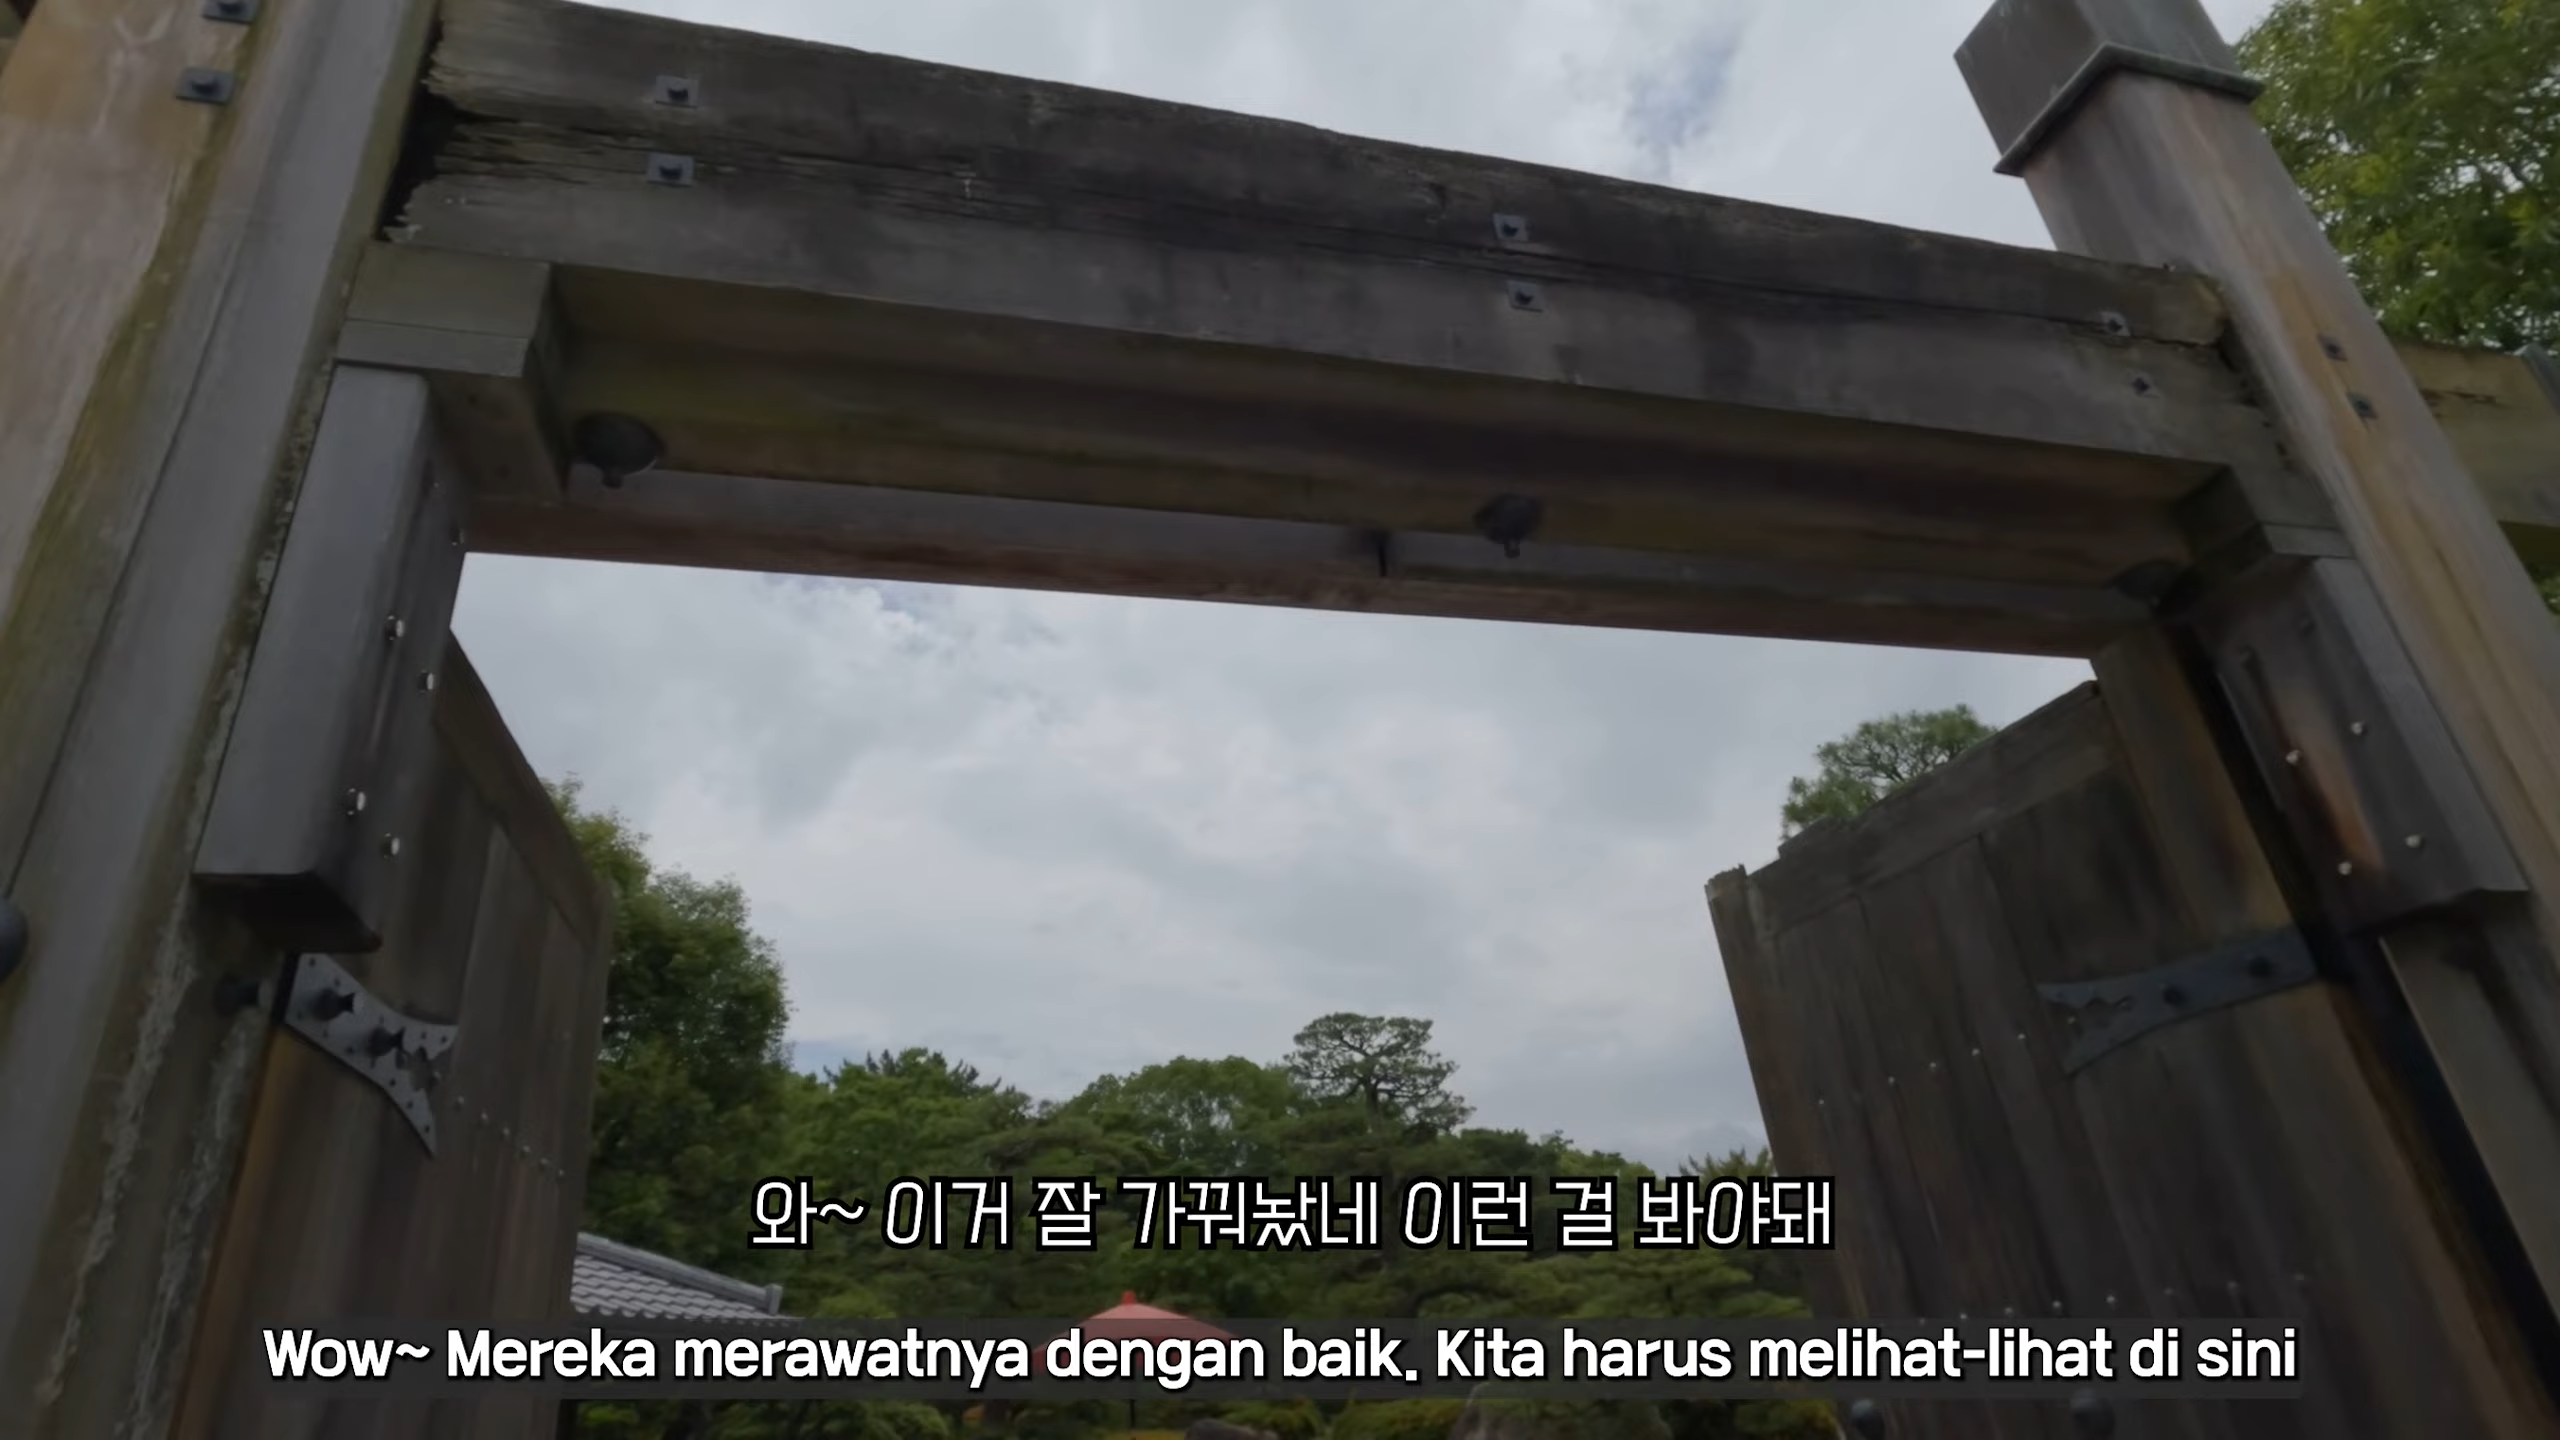 와~ 이거 잘 가꿔놨네 이런 걸 봐야돼
Wow~ Mereka merawatnya dengan baik. Kita harus melihat-lihat di sini